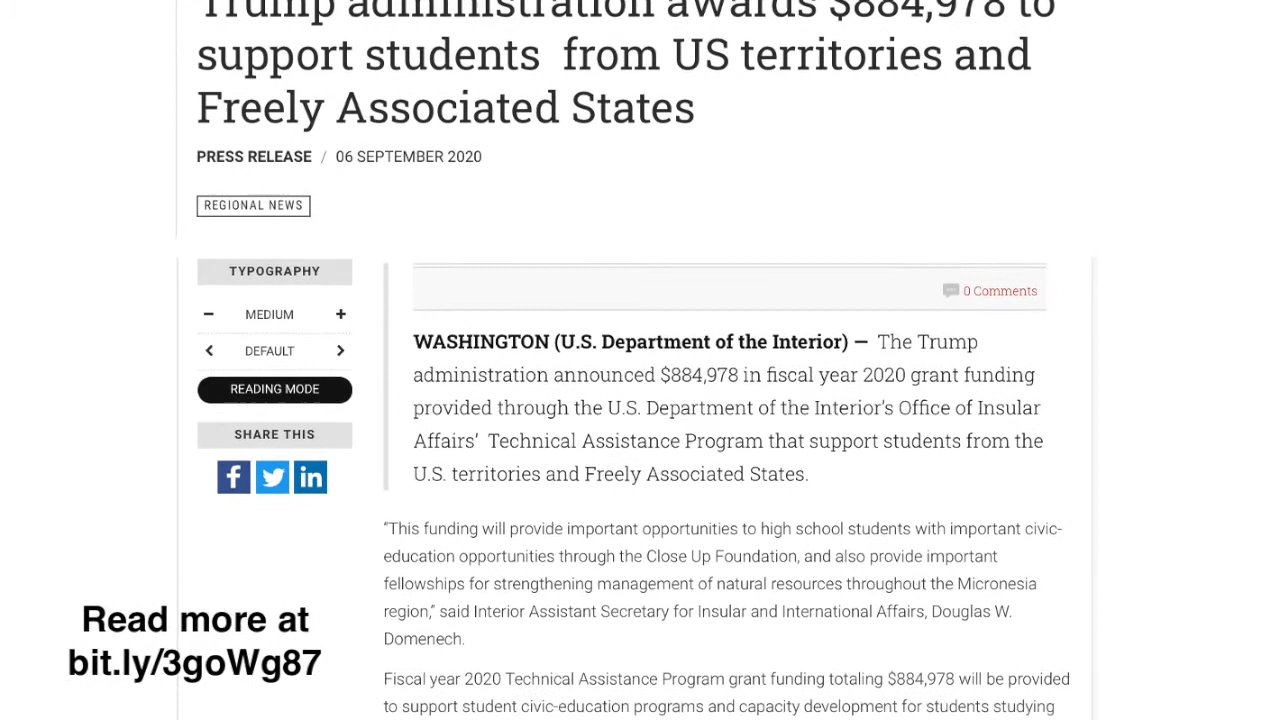 Trump administration awards $884,978 to
support students from US territories and
Freely Associated States
PRESS RELEASE / 06 SEPTEMBER 2020
REGIONAL NEWS
TYPOGRAPHY
− MEDIUM +
< DEFAULT >
READING MODE
SHARE THIS
0 Comments
WASHINGTON (U.S. Department of the Interior) — The Trump
administration announced $884,978 in fiscal year 2020 grant funding
provided through the U.S. Department of the Interior's Office of Insular
Affairs' Technical Assistance Program that support students from the
U.S. territories and Freely Associated States.
“This funding will provide important opportunities to high school students with important civic-
education opportunities through the Close Up Foundation, and also provide important
fellowships for strengthening management of natural resources throughout the Micronesia
region,” said Interior Assistant Secretary for Insular and International Affairs, Douglas W.
Domenech.
Fiscal year 2020 Technical Assistance Program grant funding totaling $884,978 will be provided
to support student civic-education programs and capacity development for students studying
Read more at
bit.ly/3goWg87